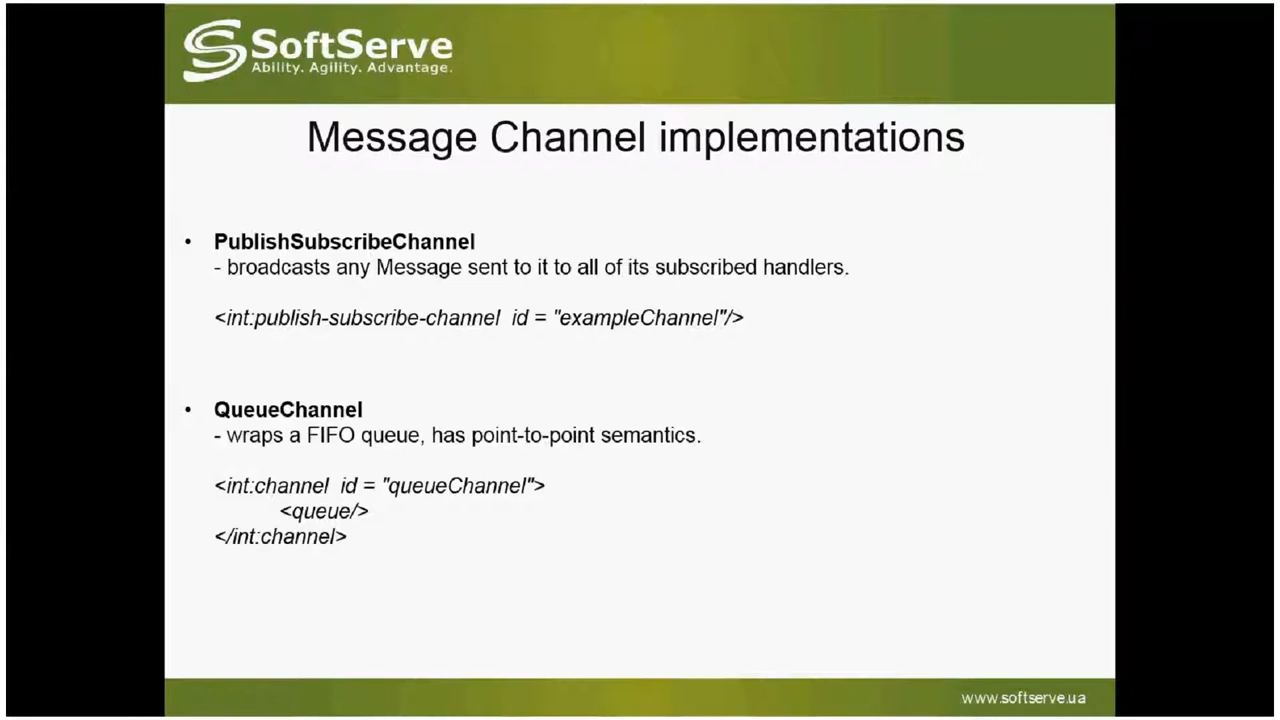 SoftServe
Ability. Agility. Advantage.
Message Channel implementations
• PublishSubscribeChannel
- broadcasts any Message sent to it to all of its subscribed handlers.
<int:publish-subscribe-channel id = "exampleChannel"/>
• QueueChannel
- wraps a FIFO queue, has point-to-point semantics.
<int:channel id = "queueChannel">
<queue/>
</int:channel>
www.softserve.ua